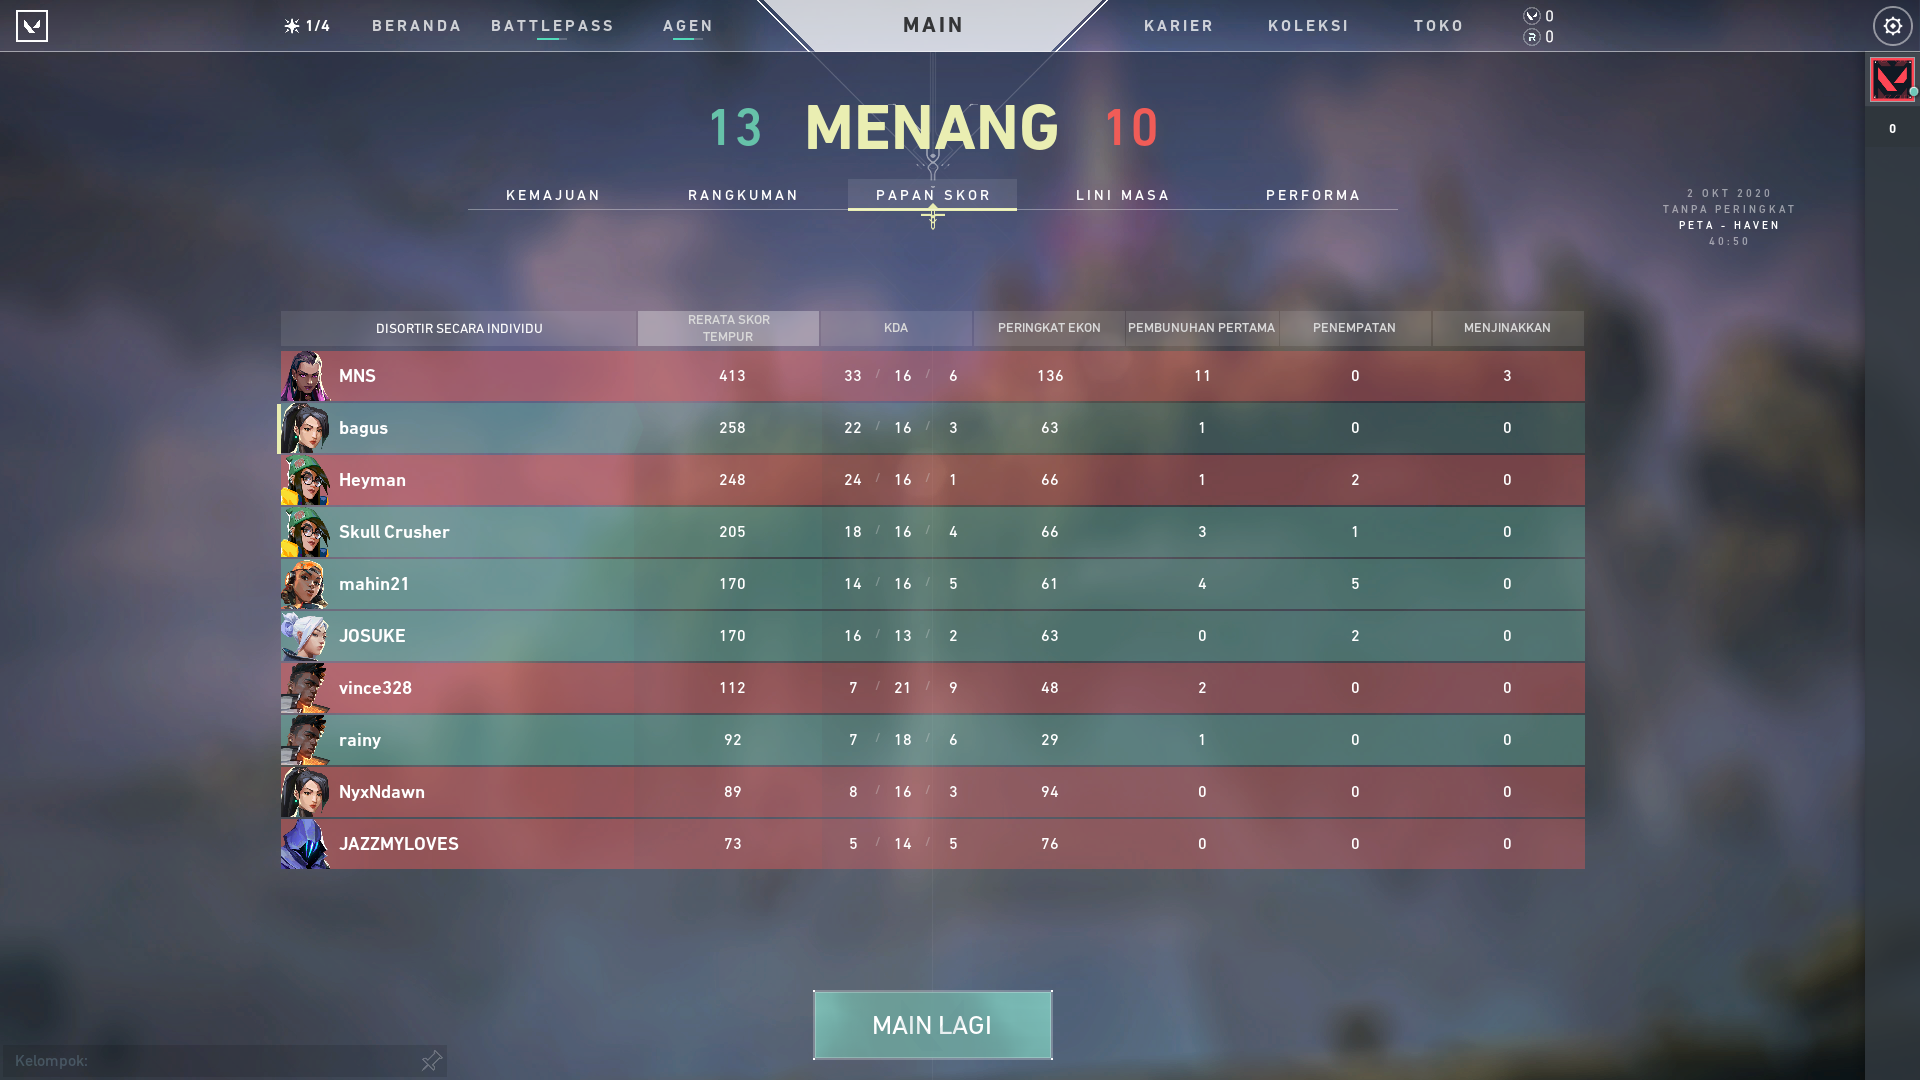 1/4 BERANDA BATTLEPASS AGEN MAIN KARIER KOLEKSI TOKO 0
0
0
13 MENANG 10
KEMAJUAN RANGKUMAN PAPAN SKOR LINI MASA PERFORMA
2 OKT 2020
TANPA PERINGKAT
PETA - HAVEN
40:50
DISORTIR SECARA INDIVIDU RERATA SKOR TEMPUR KDA PERINGKAT EKON PEMBUNUHAN PERTAMA PENEMPATAN MENJINAKKAN
MNS 413 33 / 16 / 6 136 11 0 3
bagus 258 22 / 16 / 3 63 1 0 0
Heyman 248 24 / 16 / 1 66 1 2 0
Skull Crusher 205 18 / 16 / 4 66 3 1 0
mahin21 170 14 / 16 / 5 61 4 5 0
JOSUKE 170 16 / 13 / 2 63 0 2 0
vince328 112 7 / 21 / 9 48 2 0 0
rainy 92 7 / 18 / 6 29 1 0 0
NyxNdawn 89 8 / 16 / 3 94 0 0 0
JAZZMYLOVES 73 5 / 14 / 5 76 0 0 0
MAIN LAGI
Kelompok: